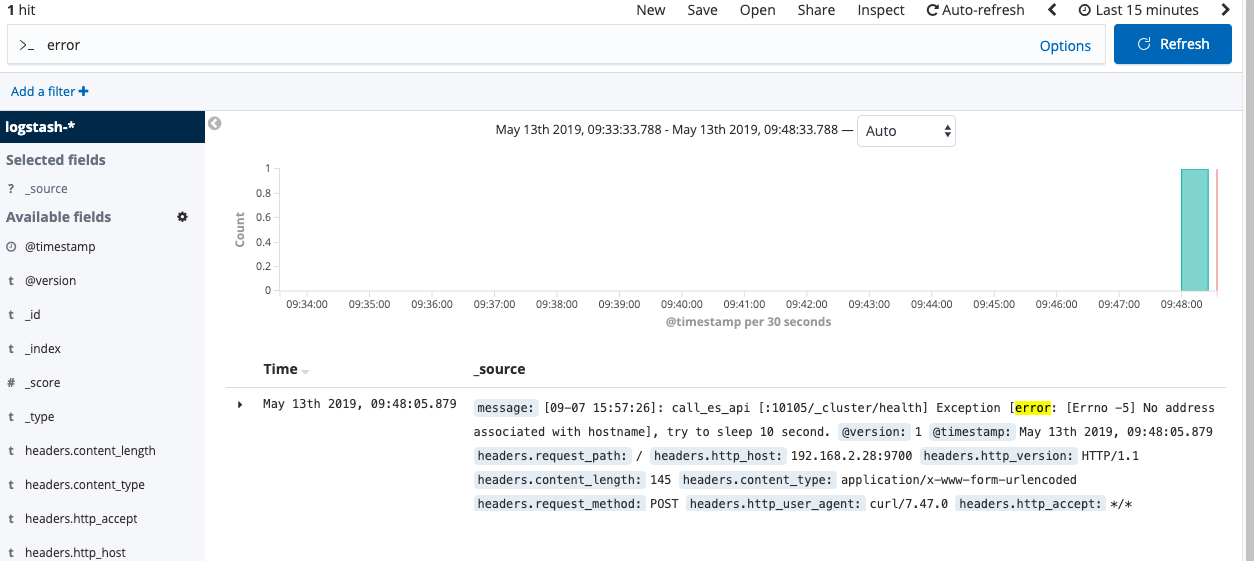 1 hit
New Save Open Share Inspect Auto-refresh Last 15 minutes
>_ error Options Refresh
Add a filter +
logstash-*
May 13th 2019, 09:33:33.788 - May 13th 2019, 09:48:33.788 — Auto
Selected fields
? _source
Available fields
@timestamp
t @version
t _id
t _index
# _score
t _type
t headers.content_length
t headers.content_type
t headers.http_accept
t headers.http_host
Count
1
0.8
0.6
0.4
0.2
0
09:34:00 09:35:00 09:36:00 09:37:00 09:38:00 09:39:00 09:40:00 09:41:00 09:42:00 09:43:00 09:44:00 09:45:00 09:46:00 09:47:00 09:48:00
@timestamp per 30 seconds
Time _source
May 13th 2019, 09:48:05.879 message: [09-07 15:57:26]: call_es_api [:10105/_cluster/health] Exception [error: [Errno -5] No address
associated with hostname], try to sleep 10 second. @version: 1 @timestamp: May 13th 2019, 09:48:05.879
headers.request_path: / headers.http_host: 192.168.2.28:9700 headers.http_version: HTTP/1.1
headers.content_length: 145 headers.content_type: application/x-www-form-urlencoded
headers.request_method: POST headers.http_user_agent: curl/7.47.0 headers.http_accept: */*